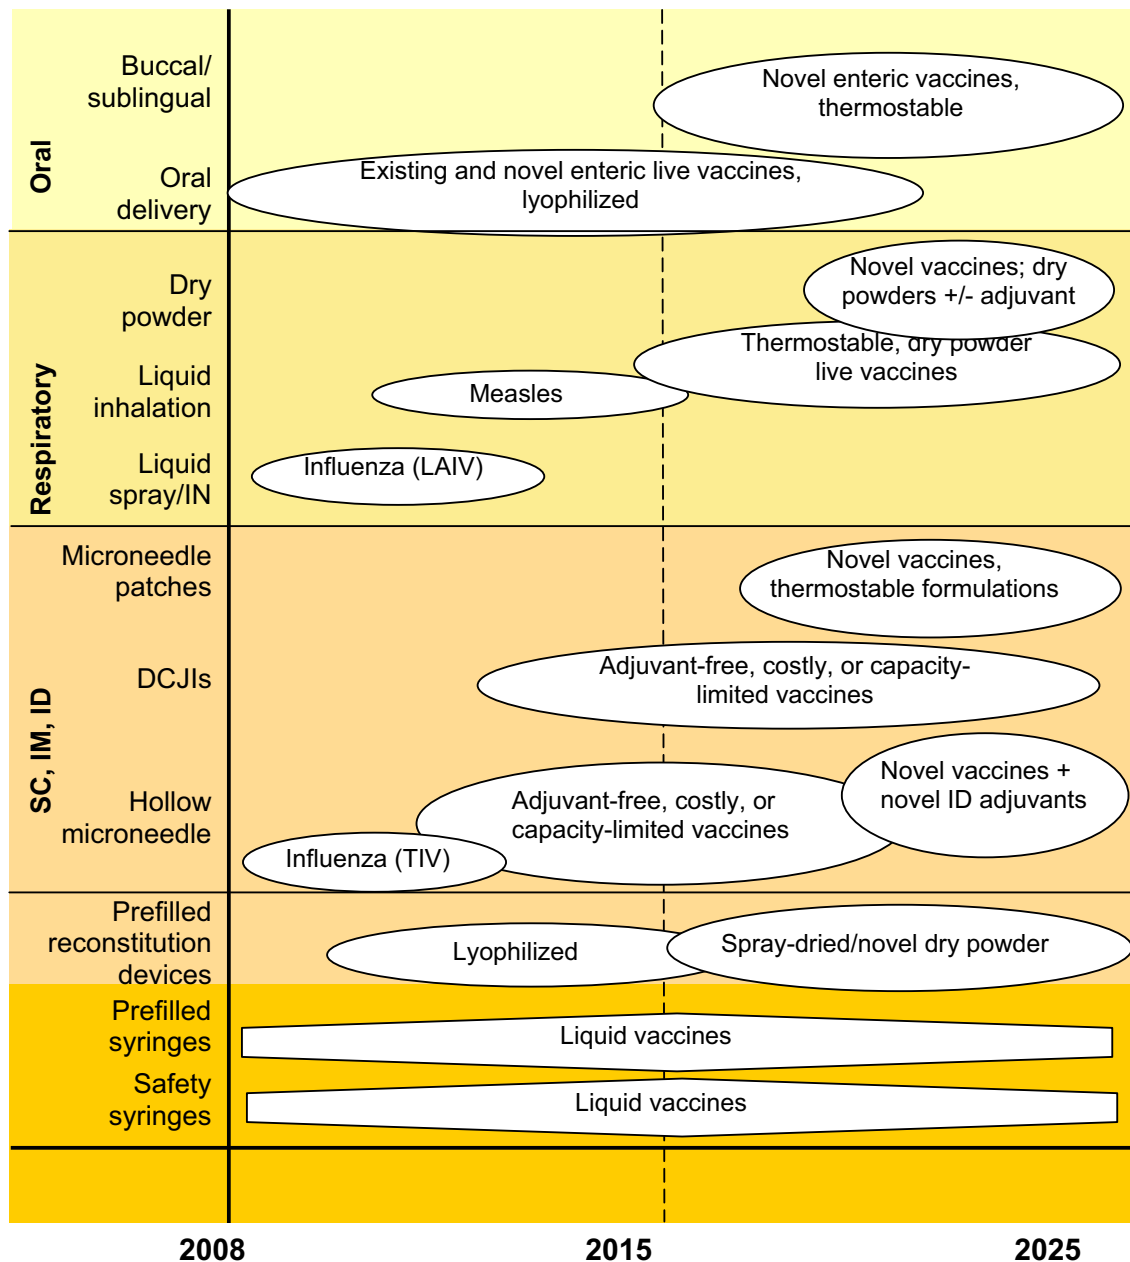 Buccal/
sublingual
Novel enteric vaccines,
thermostable
Oral
Oral
delivery
Existing and novel enteric live vaccines,
lyophilized
Dry
powder
Novel vaccines; dry
powders +/- adjuvant
Respiratory
Liquid
inhalation
Measles
Thermostable, dry powder
live vaccines
Liquid
spray/IN
Influenza (LAIV)
Microneedle
patches
Novel vaccines,
thermostable formulations
SC, IM, ID
DCJIs
Adjuvant-free, costly, or capacity-
limited vaccines
Hollow
microneedle
Influenza (TIV)
Adjuvant-free, costly, or
capacity-limited vaccines
Novel vaccines +
novel ID adjuvants
Prefilled
reconstitution
devices
Lyophilized
Spray-dried/novel dry powder
Prefilled
syringes
Liquid vaccines
Safety
syringes
Liquid vaccines
2008
2015
2025